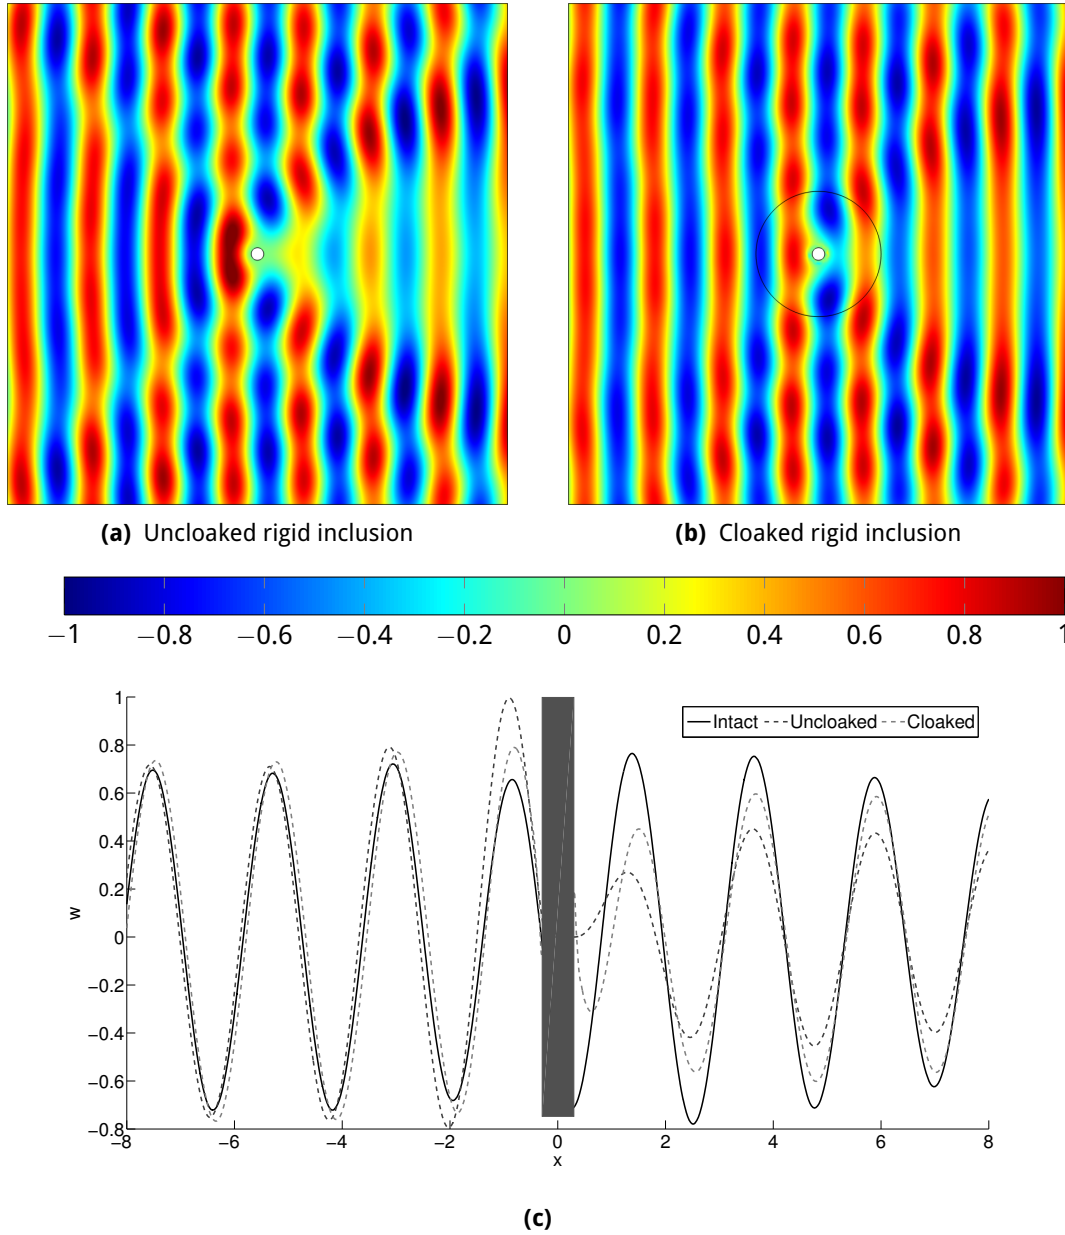 (a) Uncloaked rigid inclusion
(b) Cloaked rigid inclusion
−1 −0.8 −0.6 −0.4 −0.2 0 0.2 0.4 0.6 0.8 1
1
0.8
0.6
0.4
0.2
0
−0.2
−0.4
−0.6
−0.8
w
Intact Uncloaked Cloaked
−8 −6 −4 −2 0 2 4 6 8
x
(c)